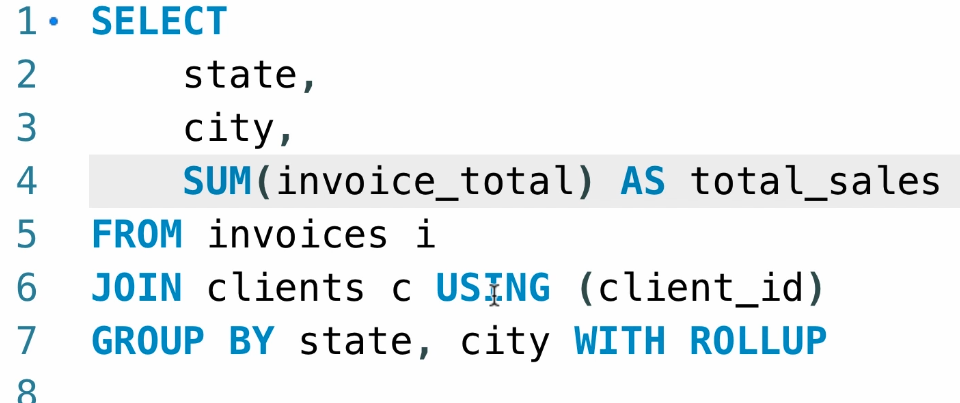 1 SELECT
2 state,
3 city,
4 SUM(invoice_total) AS total_sales
5 FROM invoices i
6 JOIN clients c USING (client_id)
7 GROUP BY state, city WITH ROLLUP
8